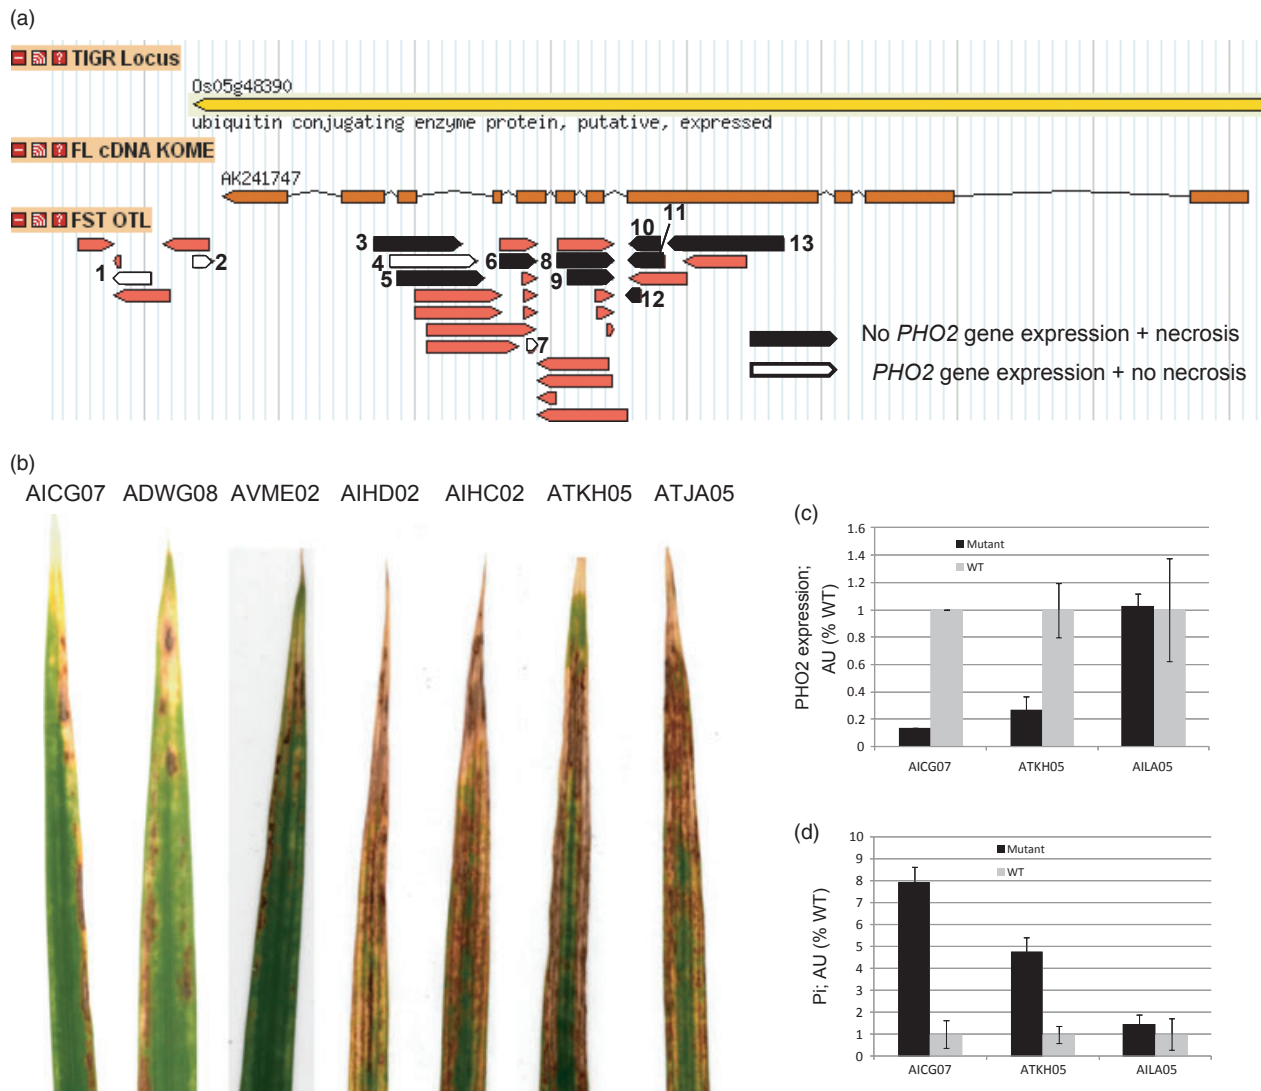 (a)
TIGR Locus
Os05g48390
ubiquitin conjugating enzyme protein, putative, expressed
FL cDNA KOME
AK241747
FST OTL
1
2
3
4
5
6
7
8
9
10
11
12
13
No PHO2 gene expression + necrosis
PHO2 gene expression + no necrosis
(b)
AICG07 ADWG08 AVME02 AIHD02 AIHC02 ATKH05 ATJA05
(c)
PHO2 expression;
AU (% WT)
1.6
1.4
1.2
1
0.8
0.6
0.4
0.2
0
Mutant
WT
AICG07 ATKH05 AILA05
(d)
Pi; AU (% WT)
10
9
8
7
6
5
4
3
2
1
0
Mutant
WT
AICG07 ATKH05 AILA05